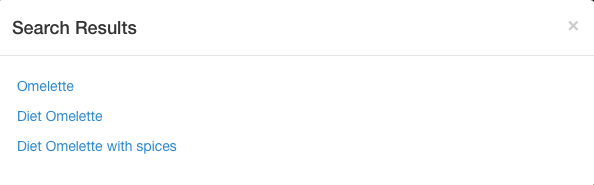 Search Results ×
Omelette
Diet Omelette
Diet Omelette with spices